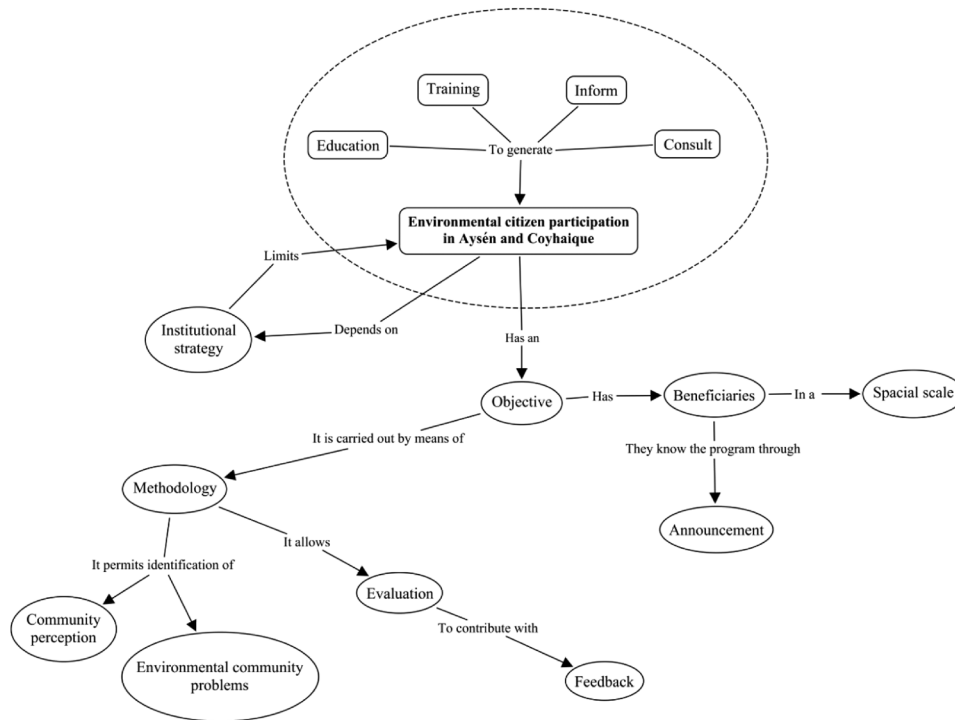 Training
Inform
Education
To generate
Consult
Environmental citizen participation
in Aysén and Coyhaique
Limits
Institutional
strategy
Depends on
Has an
Objective
Has
Beneficiaries
In a
Spacial scale
It is carried out by means of
They know the program through
Methodology
Announcement
It allows
It permits identification of
Evaluation
Community
perception
To contribute with
Environmental community
problems
Feedback